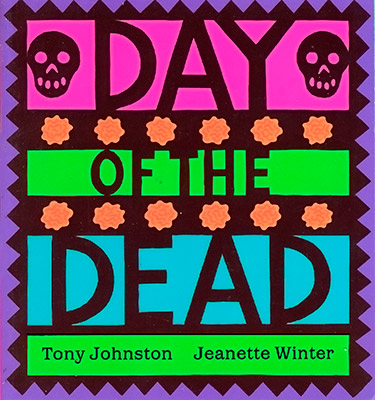 DAY
OF THE
DEAD
Tony Johnston Jeanette Winter